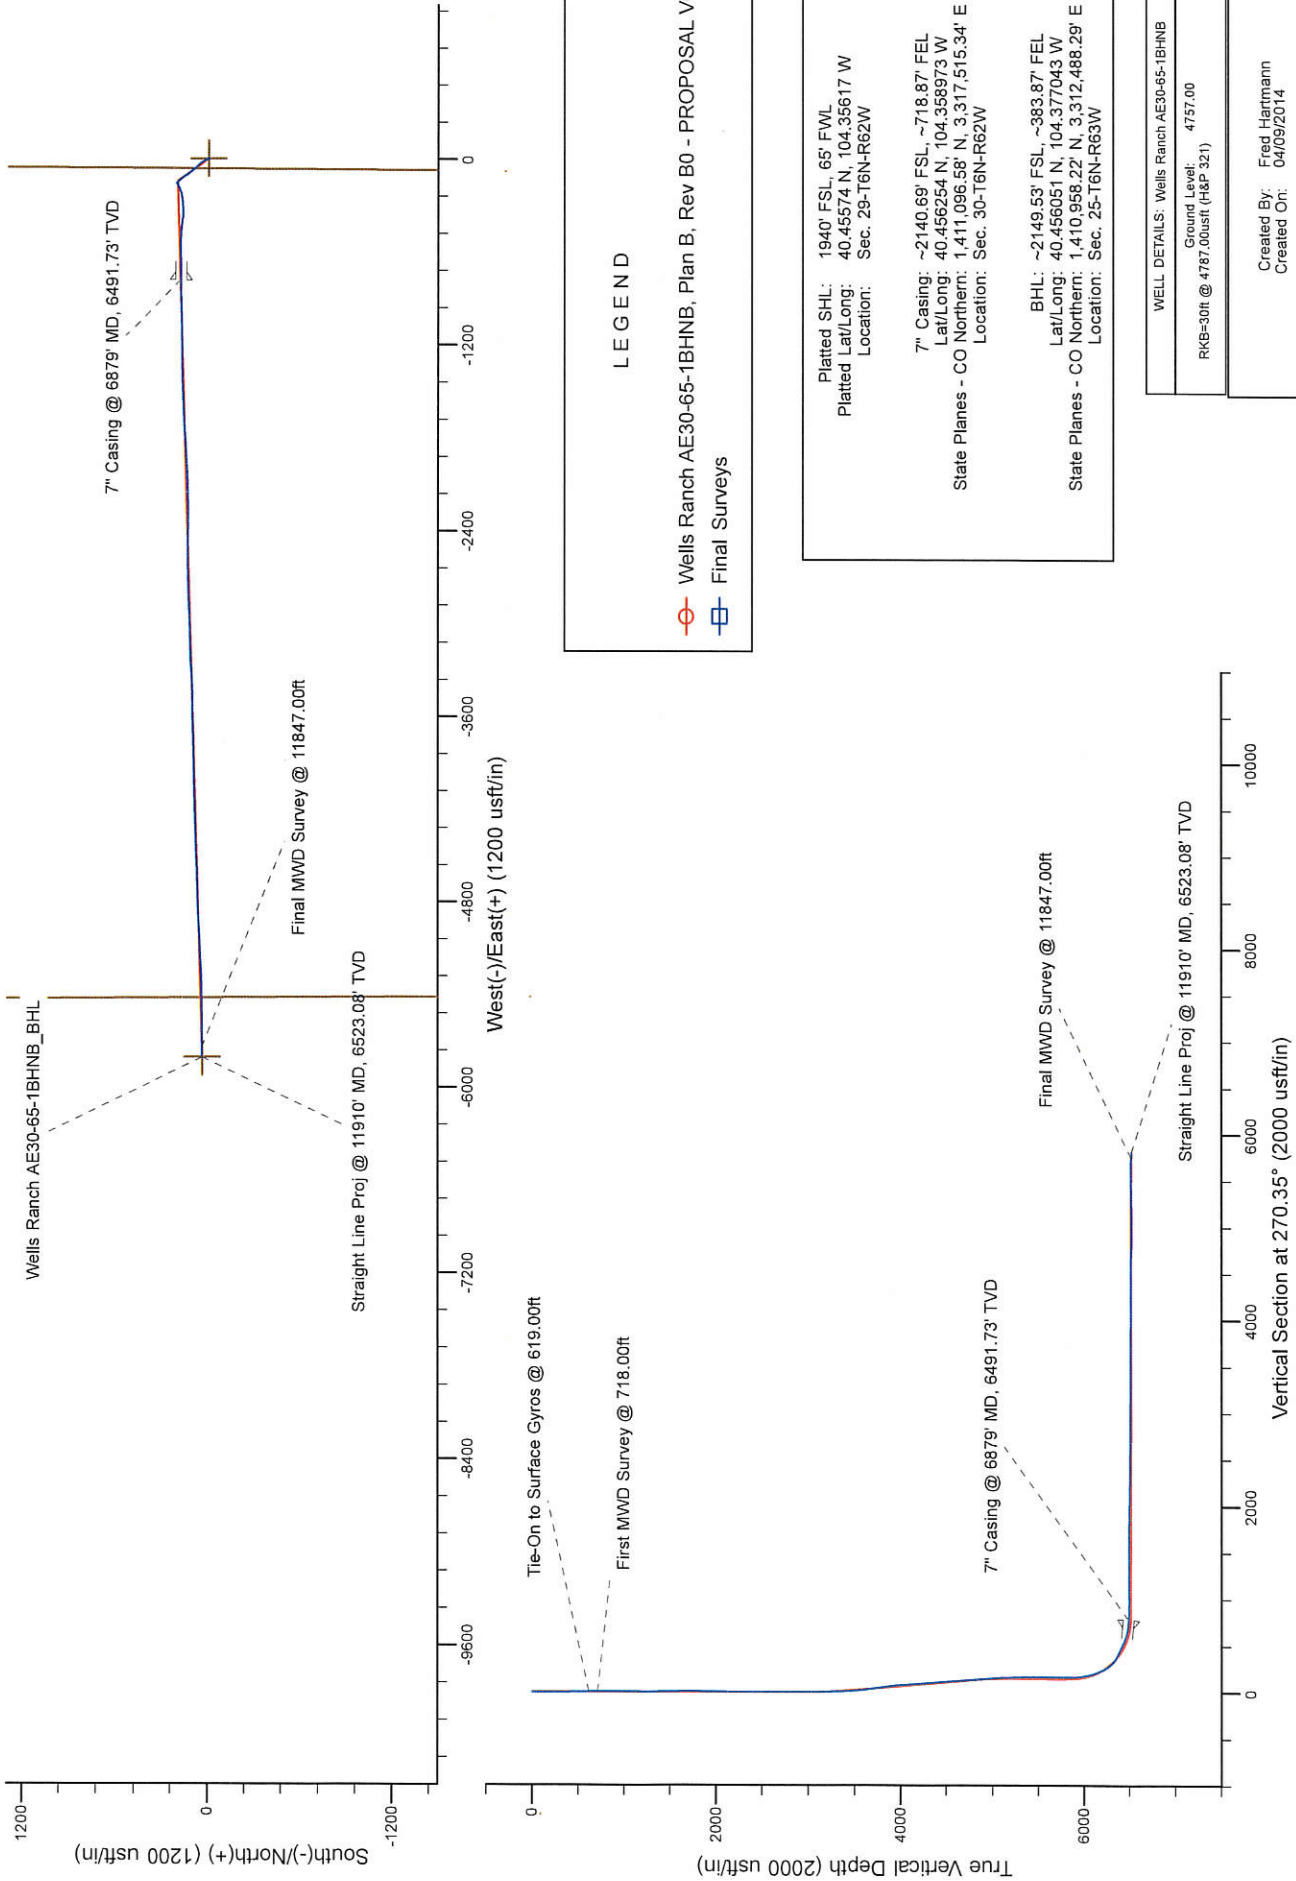 1200
0
-1200
South(-)/North(+) (1200 usft/in)
Wells Ranch AE30-65-1BHNB_BHL
7" Casing @ 6879' MD, 6491.73' TVD
Final MWD Survey @ 11847.00ft
Straight Line Proj @ 11910' MD, 6523.08' TVD
-9600
-8400
-7200
-6000
-4800
-3600
-2400
-1200
0
West(-)/East(+) (1200 usft/in)
LEGEND
Wells Ranch AE30-65-1BHNB, Plan B, Rev B0 - PROPOSAL V
Final Surveys
Platted SHL: 1940' FSL, 65' FWL
Platted Lat/Long: 40.45574 N, 104.35617 W
Location: Sec. 29-T6N-R62W
7" Casing: ~2140.69' FSL, ~718.87' FEL
Lat/Long: 40.456254 N, 104.358973 W
State Planes - CO Northern: 1,411,096.58' N, 3,317,515.34' E
Location: Sec. 30-T6N-R62W
BHL: ~2149.53' FSL, ~383.87' FEL
Lat/Long: 40.456051 N, 104.377043 W
State Planes - CO Northern: 1,410,958.22' N, 3,312,488.29' E
Location: Sec. 25-T6N-R63W
0
2000
4000
6000
True Vertical Depth (2000 usft/in)
Tie-On to Surface Gyros @ 619.00ft
First MWD Survey @ 718.00ft
7" Casing @ 6879' MD, 6491.73' TVD
Final MWD Survey @ 11847.00ft
Straight Line Proj @ 11910' MD, 6523.08' TVD
0
2000
4000
6000
8000
10000
Vertical Section at 270.35° (2000 usft/in)
WELL DETAILS: Wells Ranch AE30-65-1BHNB
Ground Level: 4757.00
RKB=30ft @ 4787.00usft (H&P 321)
Created By: Fred Hartmann
Created On: 04/09/2014